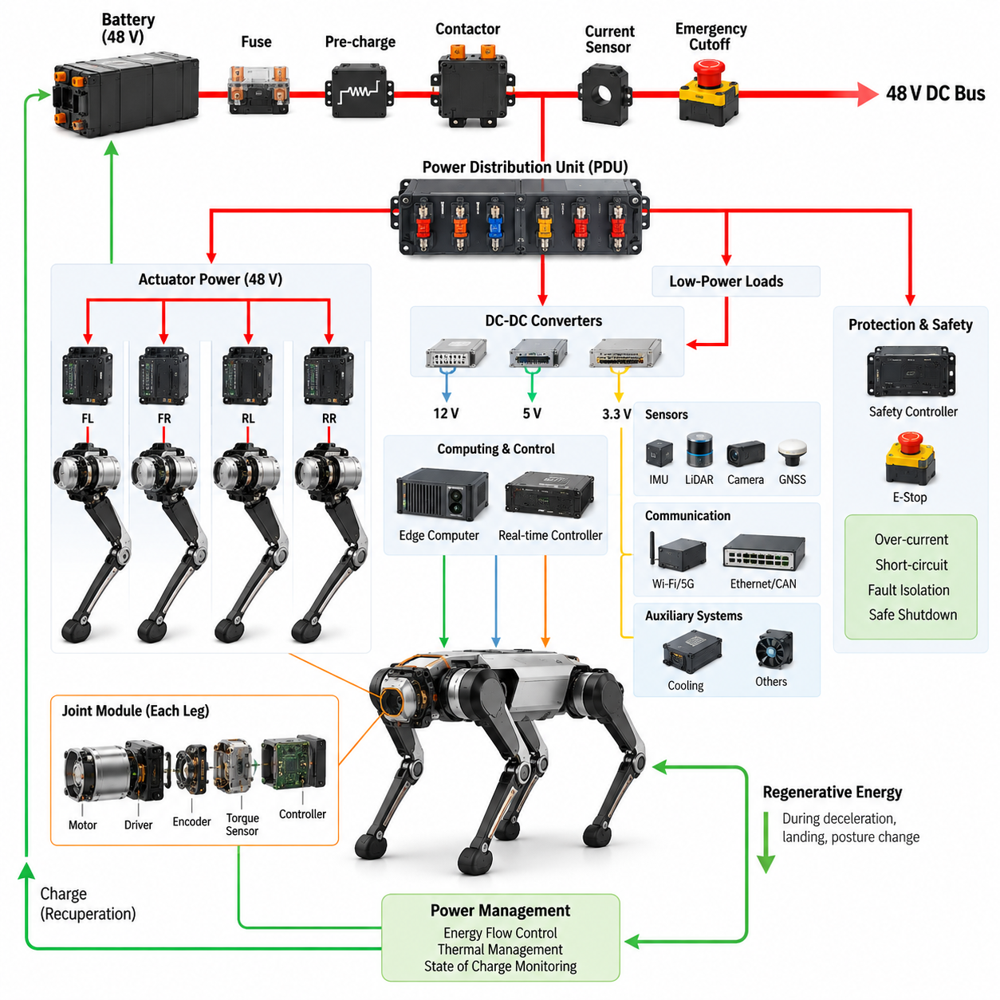 Battery
(48 V)
Fuse
Pre-charge
Contactor
Current
Sensor
Emergency
Cutoff
48 V DC Bus
Power Distribution Unit (PDU)
Actuator Power (48 V)
FL
FR
RL
RR
Low-Power Loads
DC-DC Converters
12 V
5 V
3.3 V
Protection & Safety
Safety Controller
E-Stop
Over-current
Short-circuit
Fault Isolation
Safe Shutdown
Computing & Control
Edge Computer
Real-time Controller
Sensors
IMU
LiDAR
Camera
GNSS
Communication
Wi-Fi/5G
Ethernet/CAN
Auxiliary Systems
Cooling
Others
Joint Module (Each Leg)
Motor
Driver
Encoder
Torque
Sensor
Controller
Regenerative Energy
During deceleration,
landing, posture change
Charge
(Recuperation)
Power Management
Energy Flow Control
Thermal Management
State of Charge Monitoring